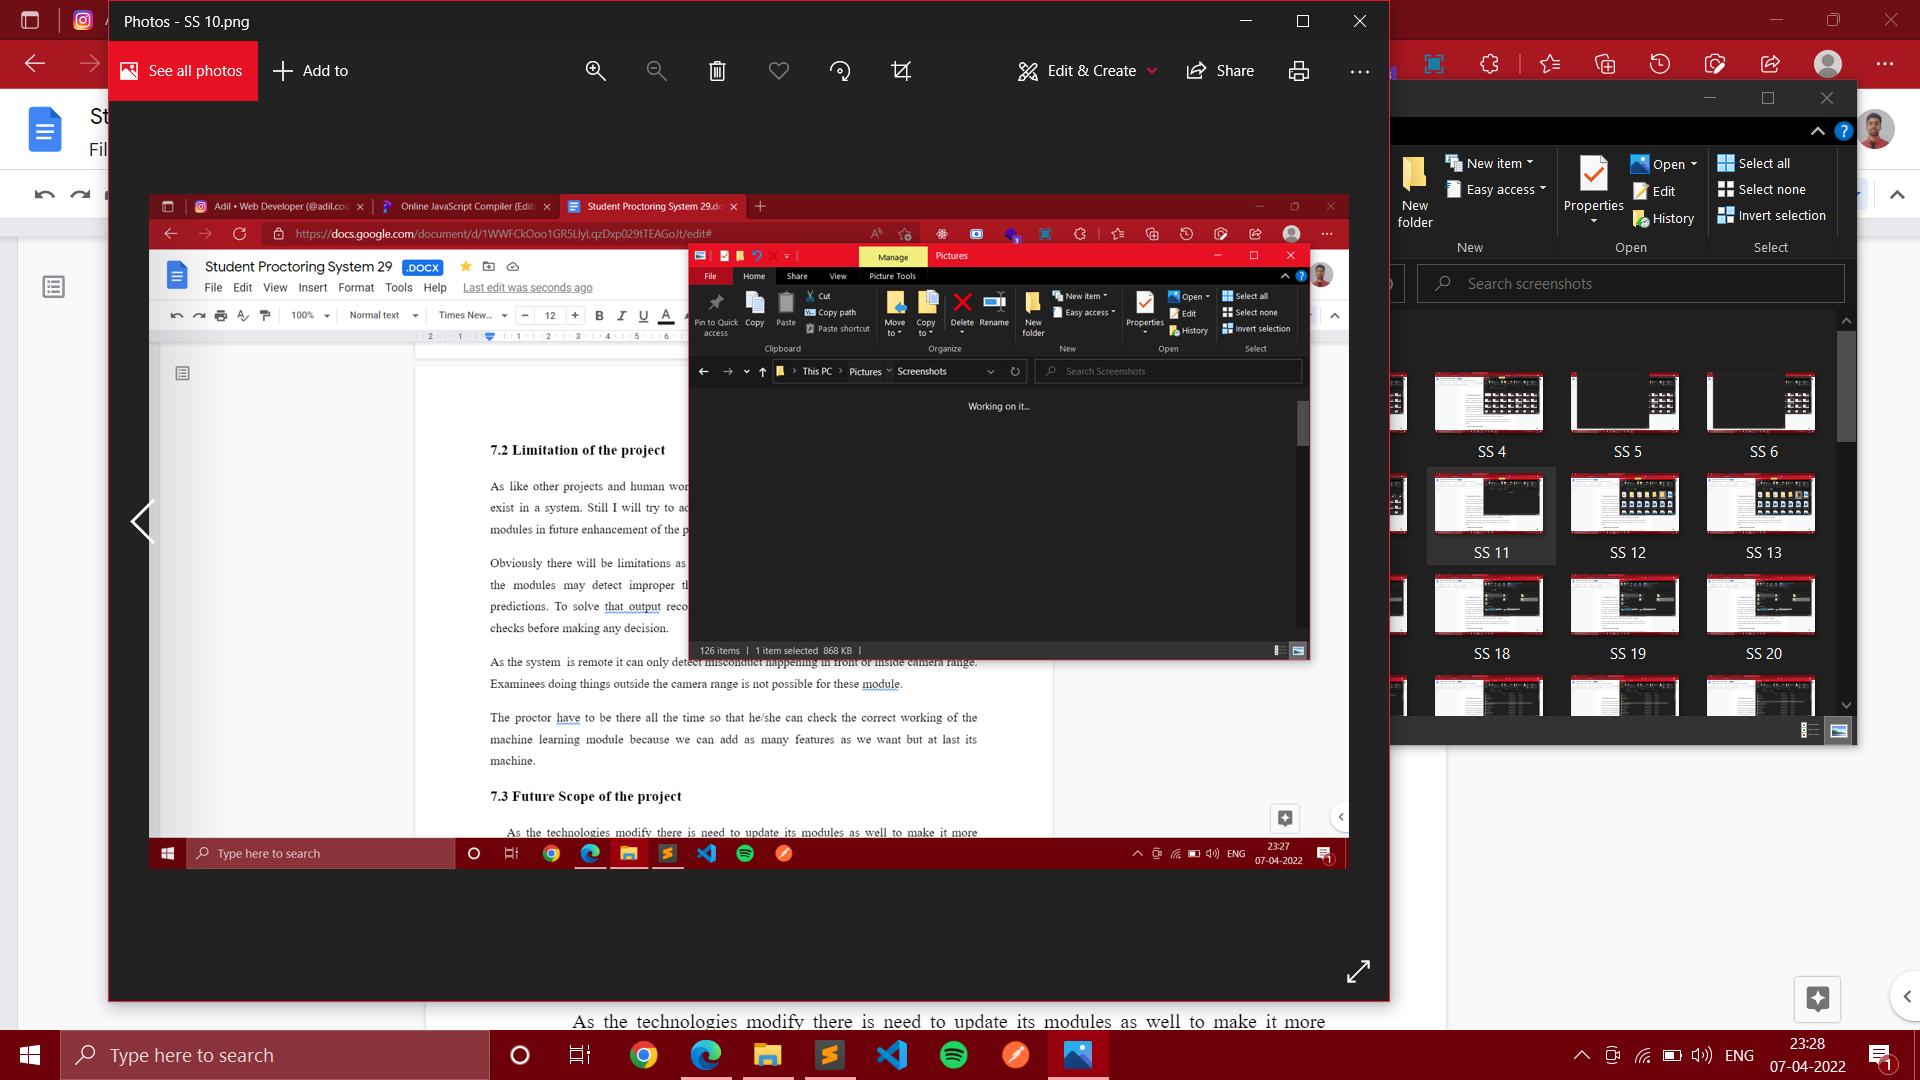 Photos - SS 10.png
See all photos
Add to
Edit & Create
Share
St
Fil
New item
Easy access
New
folder
New
Properties
Open
Edit
History
Open
Select all
Select none
Invert selection
Select
Search screenshots
SS 4
SS 5
SS 6
SS 11
SS 12
SS 13
SS 18
SS 19
SS 20
Adil • Web Developer (@adil.cod
Online JavaScript Compiler (Edit
Student Proctoring System 29.do
https://docs.google.com/document/d/1WWFCkOoo1GR5LlyLqzDxp029tTEAGoJt/edit#
Student Proctoring System 29 .DOCX
File Edit View Insert Format Tools Help Last edit was seconds ago
100% Normal text Times New... 12 B I U A
Manage Pictures
File Home Share View Picture Tools
Pin to Quick
access
Copy
Paste
Cut
Copy path
Paste shortcut
Clipboard
Move
to
Copy
to
Delete
Rename
Organize
New
folder
New item
Easy access
New
Properties
Open
Edit
History
Open
Select all
Select none
Invert selection
Select
This PC Pictures Screenshots
Search Screenshots
Working on it...
126 items 1 item selected 868 KB
7.2 Limitation of the project
As like other projects and human wor
exist in a system. Still I will try to ad
modules in future enhancement of the p
Obviously there will be limitations as
the modules may detect improper th
predictions. To solve that output reco
checks before making any decision.
As the system is remote it can only detect misconduct happening in front or inside camera range.
Examinees doing things outside the camera range is not possible for these module.
The proctor have to be there all the time so that he/she can check the correct working of the
machine learning module because we can add as many features as we want but at last its
machine.
7.3 Future Scope of the project
As the technologies modify there is need to update its modules as well to make it more
Type here to search
ENG
23:27
07-04-2022
1
As the technologies modify there is need to update its modules as well to make it more
Type here to search
ENG
23:28
07-04-2022
1